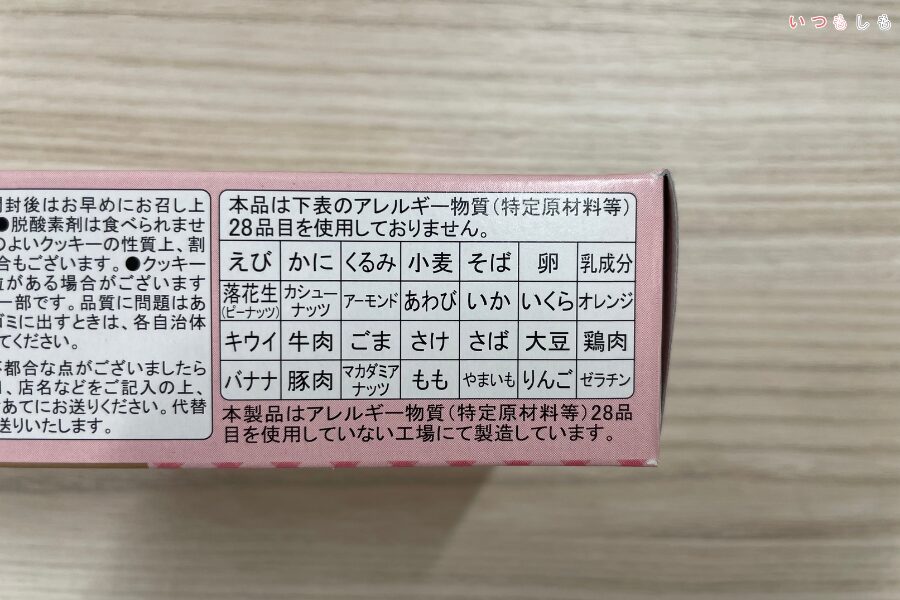 いつもしも
開封後はお早めにお召し上
●脱酸素剤は食べられませ
のよいクッキーの性質上、割
合もございます。●クッキー
粒がある場合がございます
一部です。品質に問題はあ
ゴミに出すときは、各自治体
てください。
不都合な点がございましたら
店名などをご記入の上、
あてにお送りください。代替
送りいたします。
本品は下表のアレルギー物質(特定原材料等)
28品目を使用しておりません。
えび かに くるみ 小麦 そば 卵 乳成分
落花生(ピーナッツ) カシューナッツ アーモンド あわび いか いくら オレンジ
キウイ 牛肉 ごま さけ さば 大豆 鶏肉
バナナ 豚肉 マカダミアナッツ もも やまいも りんご ゼラチン
本製品はアレルギー物質(特定原材料等)28品
目を使用していない工場にて製造しています。